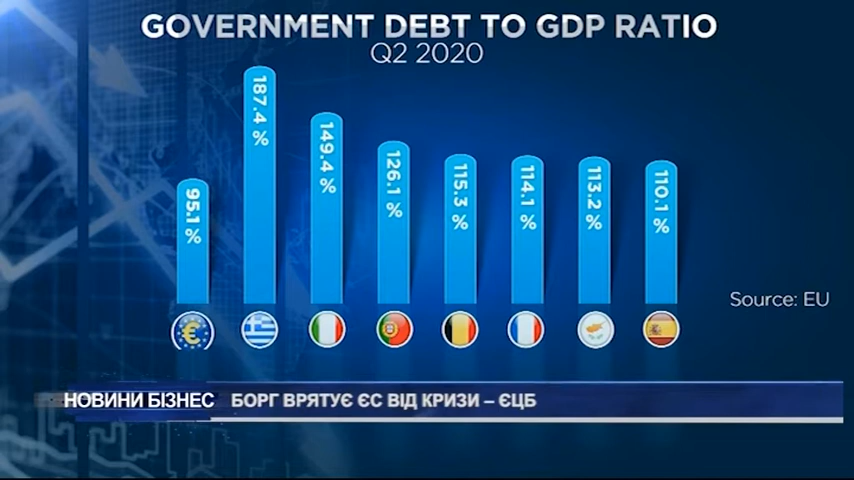 GOVERNMENT DEBT TO GDP RATIO
Q2 2020
95.1 %
187.4 %
149.4 %
126.1 %
115.3 %
114.1 %
113.2 %
110.1 %
€
Source: EU
НОВИНИ БІЗНЕС
БОРГ ВРЯТУЄ ЄС ВІД КРИЗИ – ЄЦБ